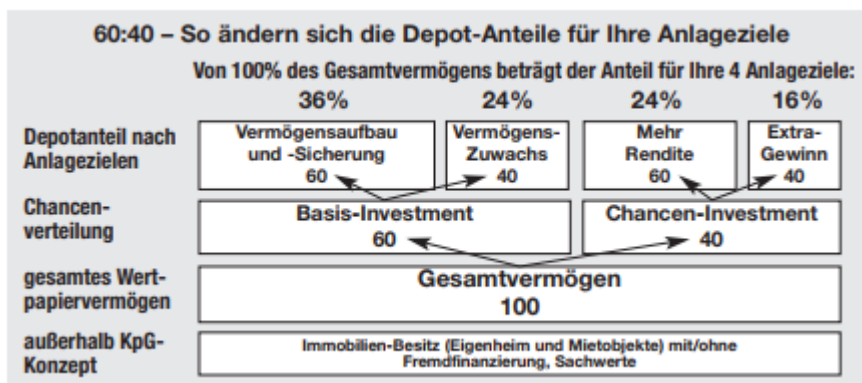 60:40 – So ändern sich die Depot-Anteile für Ihre Anlageziele
Von 100% des Gesamtvermögens beträgt der Anteil für Ihre 4 Anlageziele:
36% 24% 24% 16%
Depotanteil nach
Anlagezielen
Vermögensaufbau
und -Sicherung
60
Vermögens-
Zuwachs
40
Mehr
Rendite
60
Extra-
Gewinn
40
Chancen-
verteilung
Basis-Investment
60
Chancen-Investment
40
gesamtes Wert-
papiervermögen
Gesamtvermögen
100
außerhalb KpG-
Konzept
Immobilien-Besitz (Eigenheim und Mietobjekte) mit/ohne
Fremdfinanzierung, Sachwerte